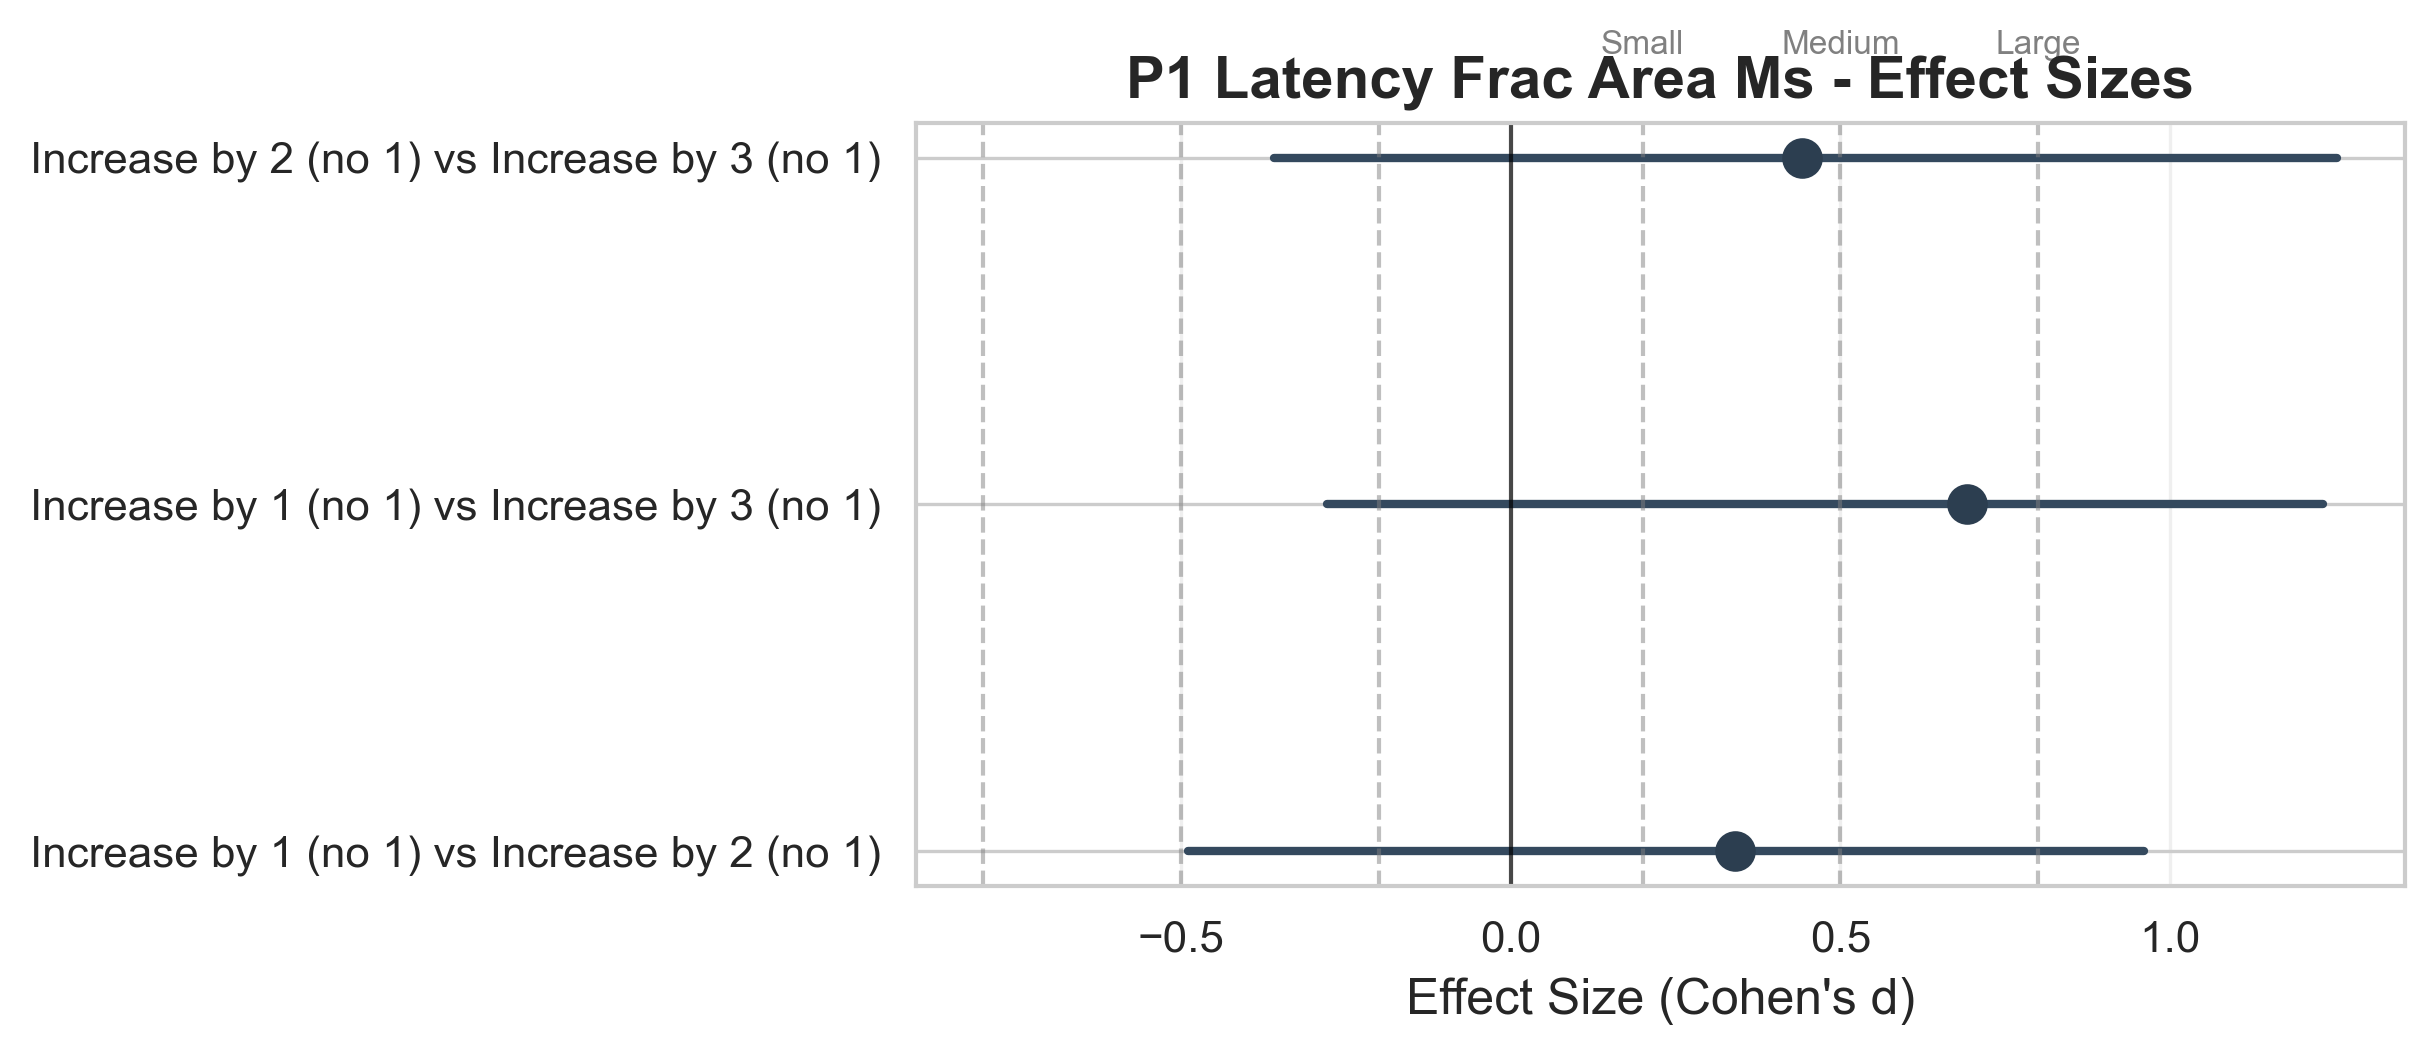 Small Medium Large
P1 Latency Frac Area Ms - Effect Sizes
Increase by 2 (no 1) vs Increase by 3 (no 1)
Increase by 1 (no 1) vs Increase by 3 (no 1)
Increase by 1 (no 1) vs Increase by 2 (no 1)
−0.5 0.0 0.5 1.0
Effect Size (Cohen's d)